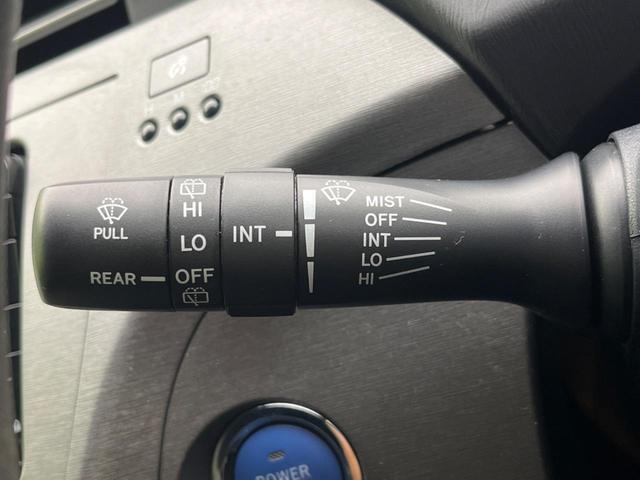 PULL
REAR
HI
LO
OFF
INT
MIST
OFF
INT
LO
HI
POWER